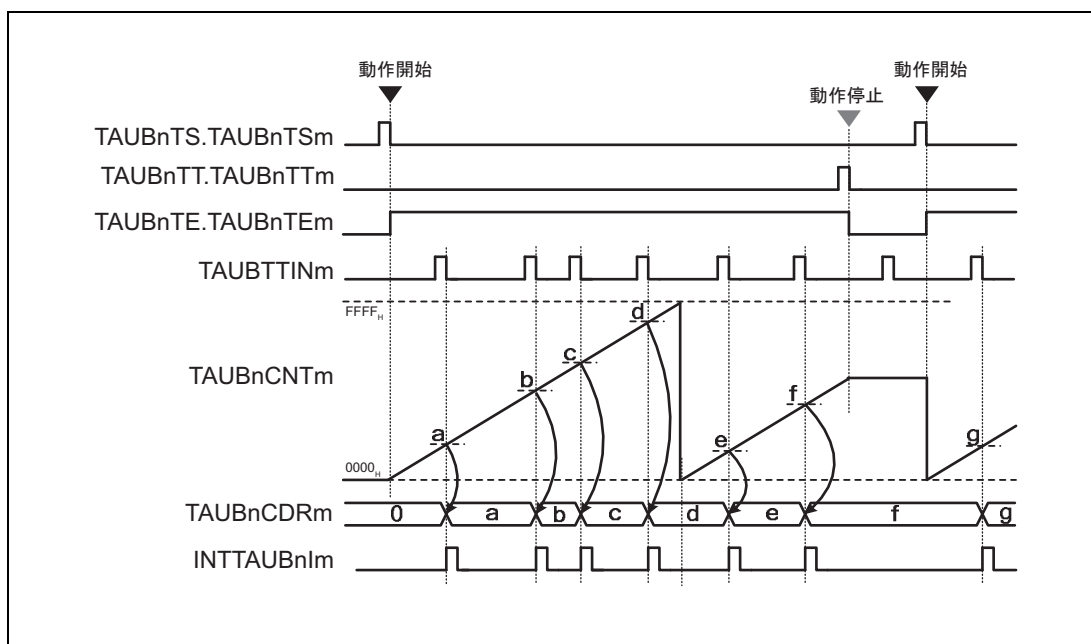 動作開始
動作開始
動作停止
TAUBnTS.TAUBnTSm
TAUBnTT.TAUBnTTm
TAUBnTE.TAUBnTEm
TAUBTTINm
FFFFH
d
c
TAUBnCNTm
b
f
a
e
g
0000H
TAUBnCDRm
0 a b c d e f g
INTTAUBnIm